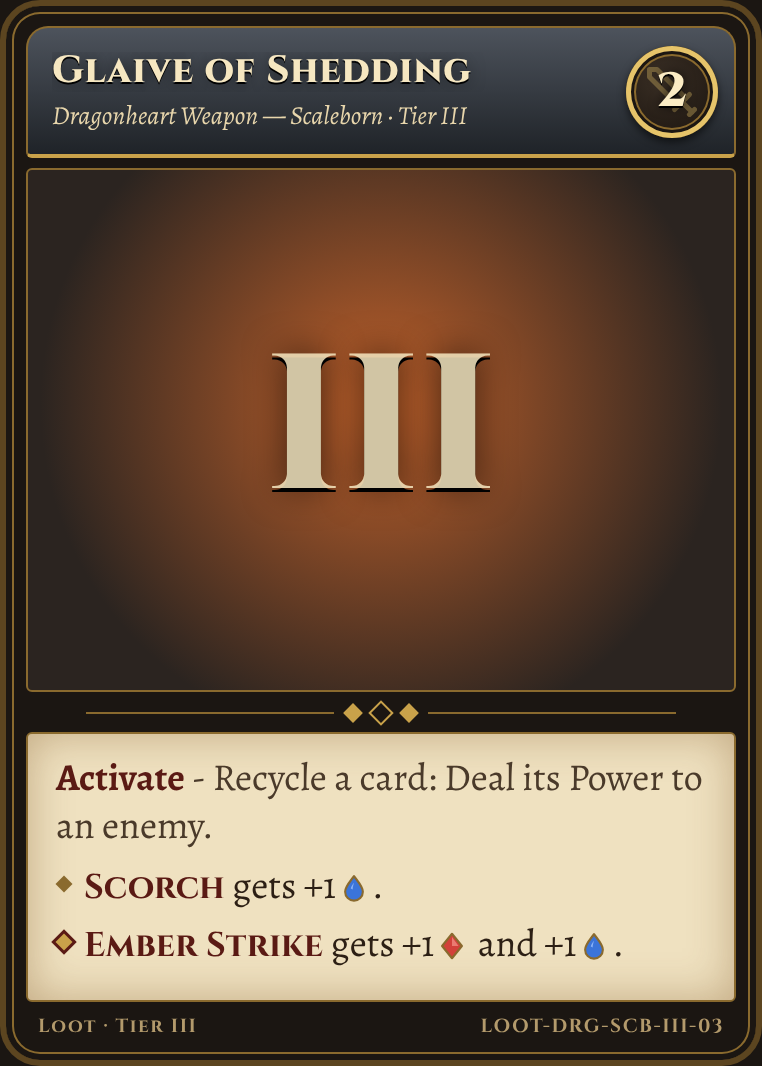 Glaive of Shedding
Dragonheart Weapon — Scaleborn · Tier III
2
III
Activate - Recycle a card: Deal its Power to
an enemy.
Scorch gets +1 .
Ember Strike gets +1 and +1 .
Loot · Tier III
LOOT-DRG-SCB-III-03